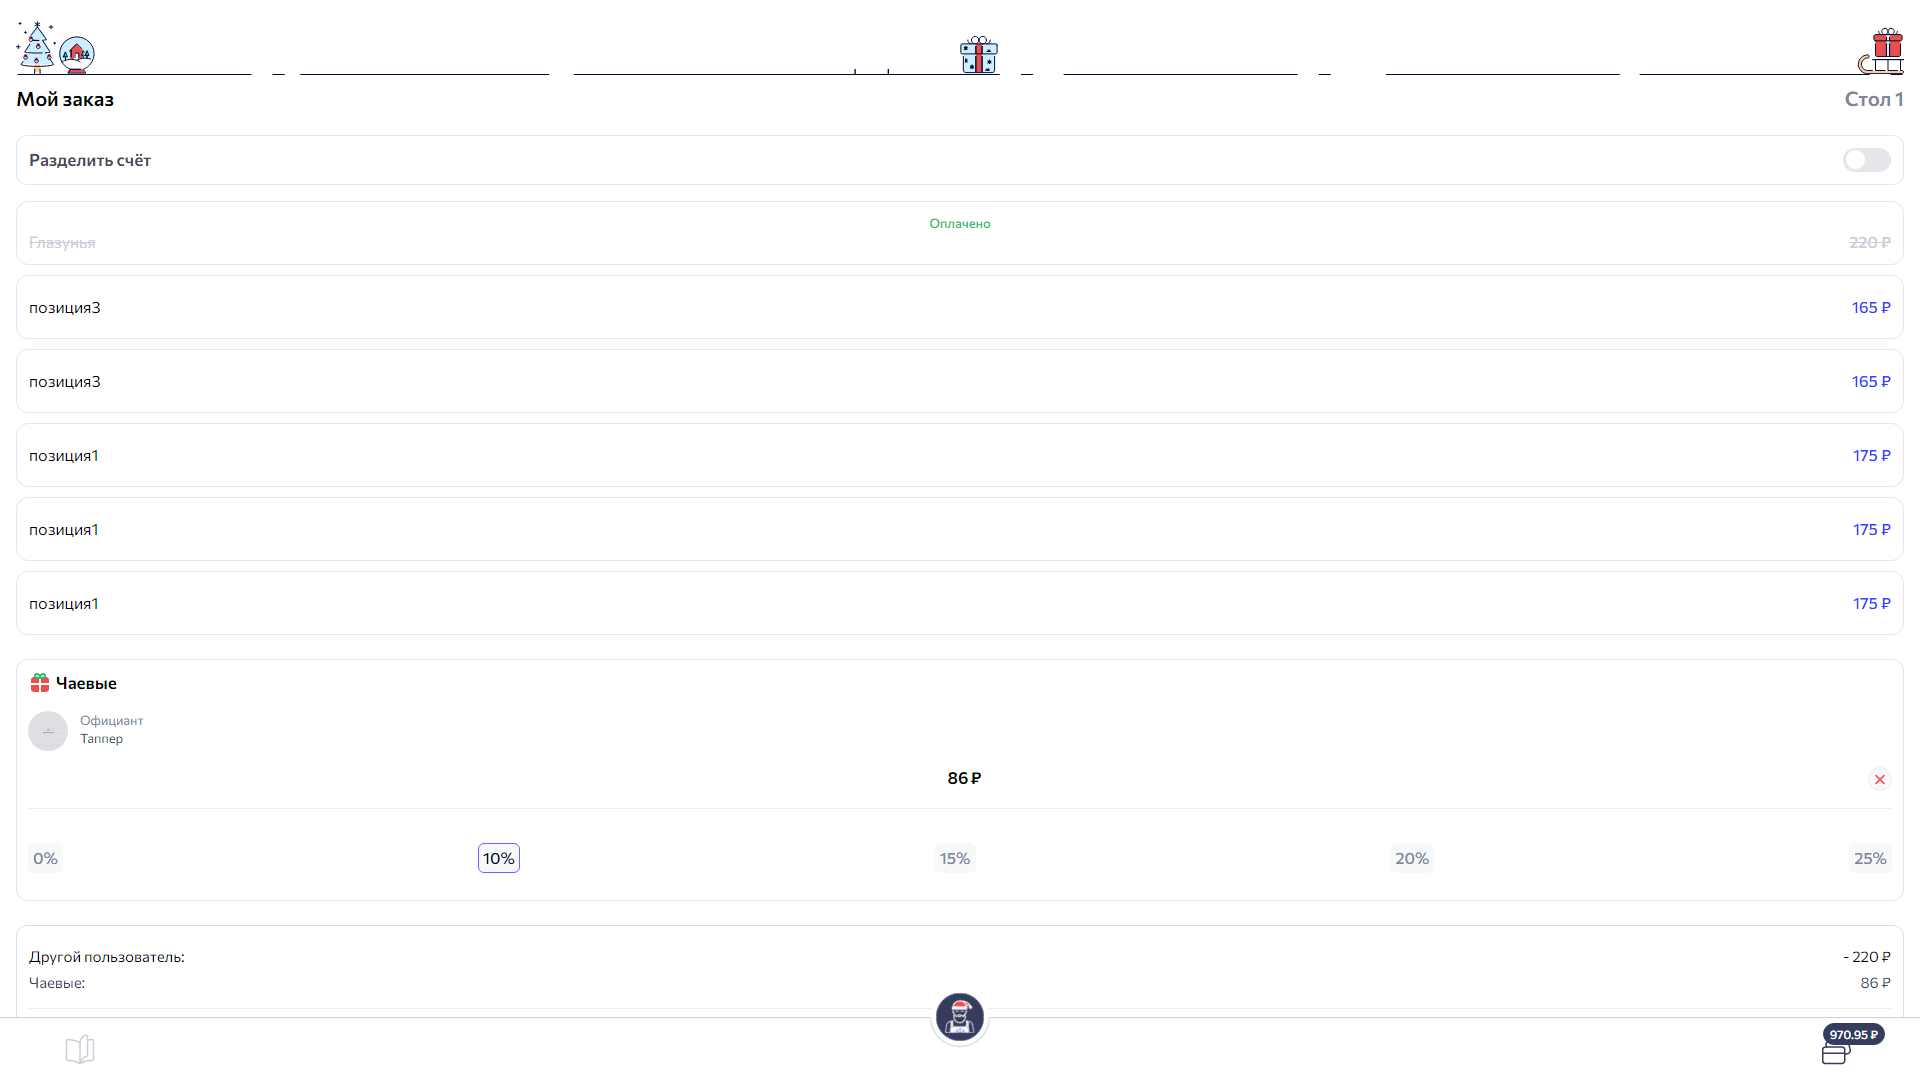 Мой заказ
Стол 1
Разделить счёт
Оплачено
Глазунья
220 ₽
позиция3
165 ₽
позиция3
165 ₽
позиция1
175 ₽
позиция1
175 ₽
позиция1
175 ₽
Чаевые
Официант
Таппер
86 ₽
0%
10%
15%
20%
25%
Другой пользователь:
- 220 ₽
Чаевые:
86 ₽
970.95 ₽